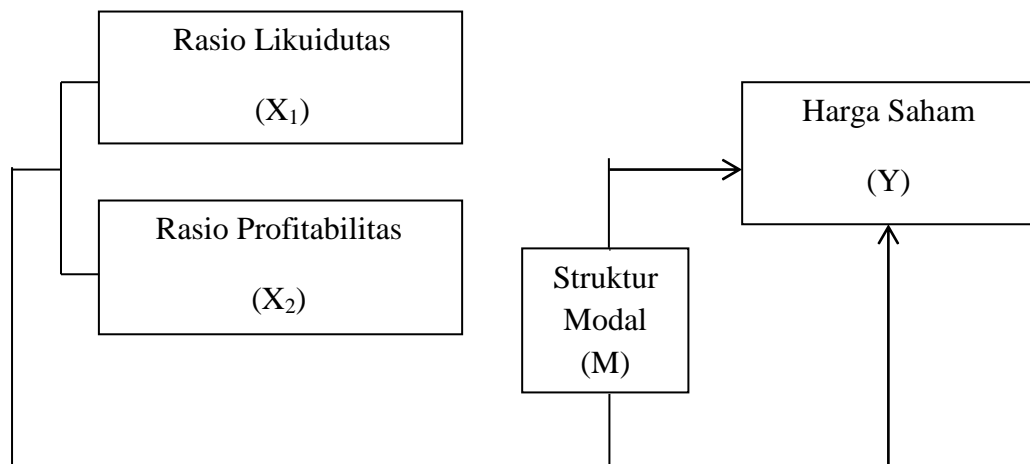 Rasio Likuidutas
(X₁)
Rasio Profitabilitas
(X₂)
Struktur
Modal
(M)
Harga Saham
(Y)